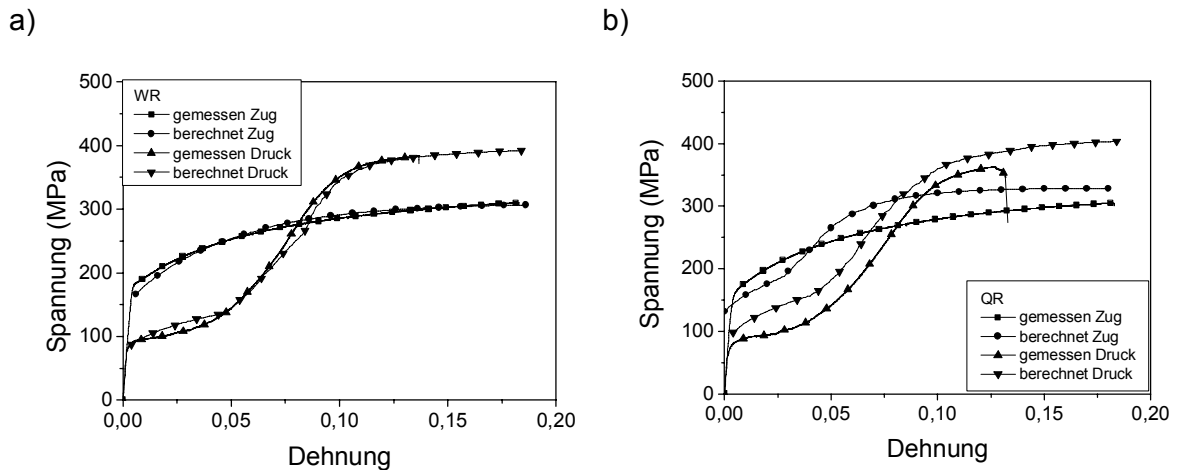 a)
500
400
300
200
100
0
Spannung (MPa)
WR
gemessen Zug
berechnet Zug
gemessen Druck
berechnet Druck
0,00 0,05 0,10 0,15 0,20
Dehnung
b)
500
400
300
200
100
0
Spannung (MPa)
QR
gemessen Zug
berechnet Zug
gemessen Druck
berechnet Druck
0,00 0,05 0,10 0,15 0,20
Dehnung